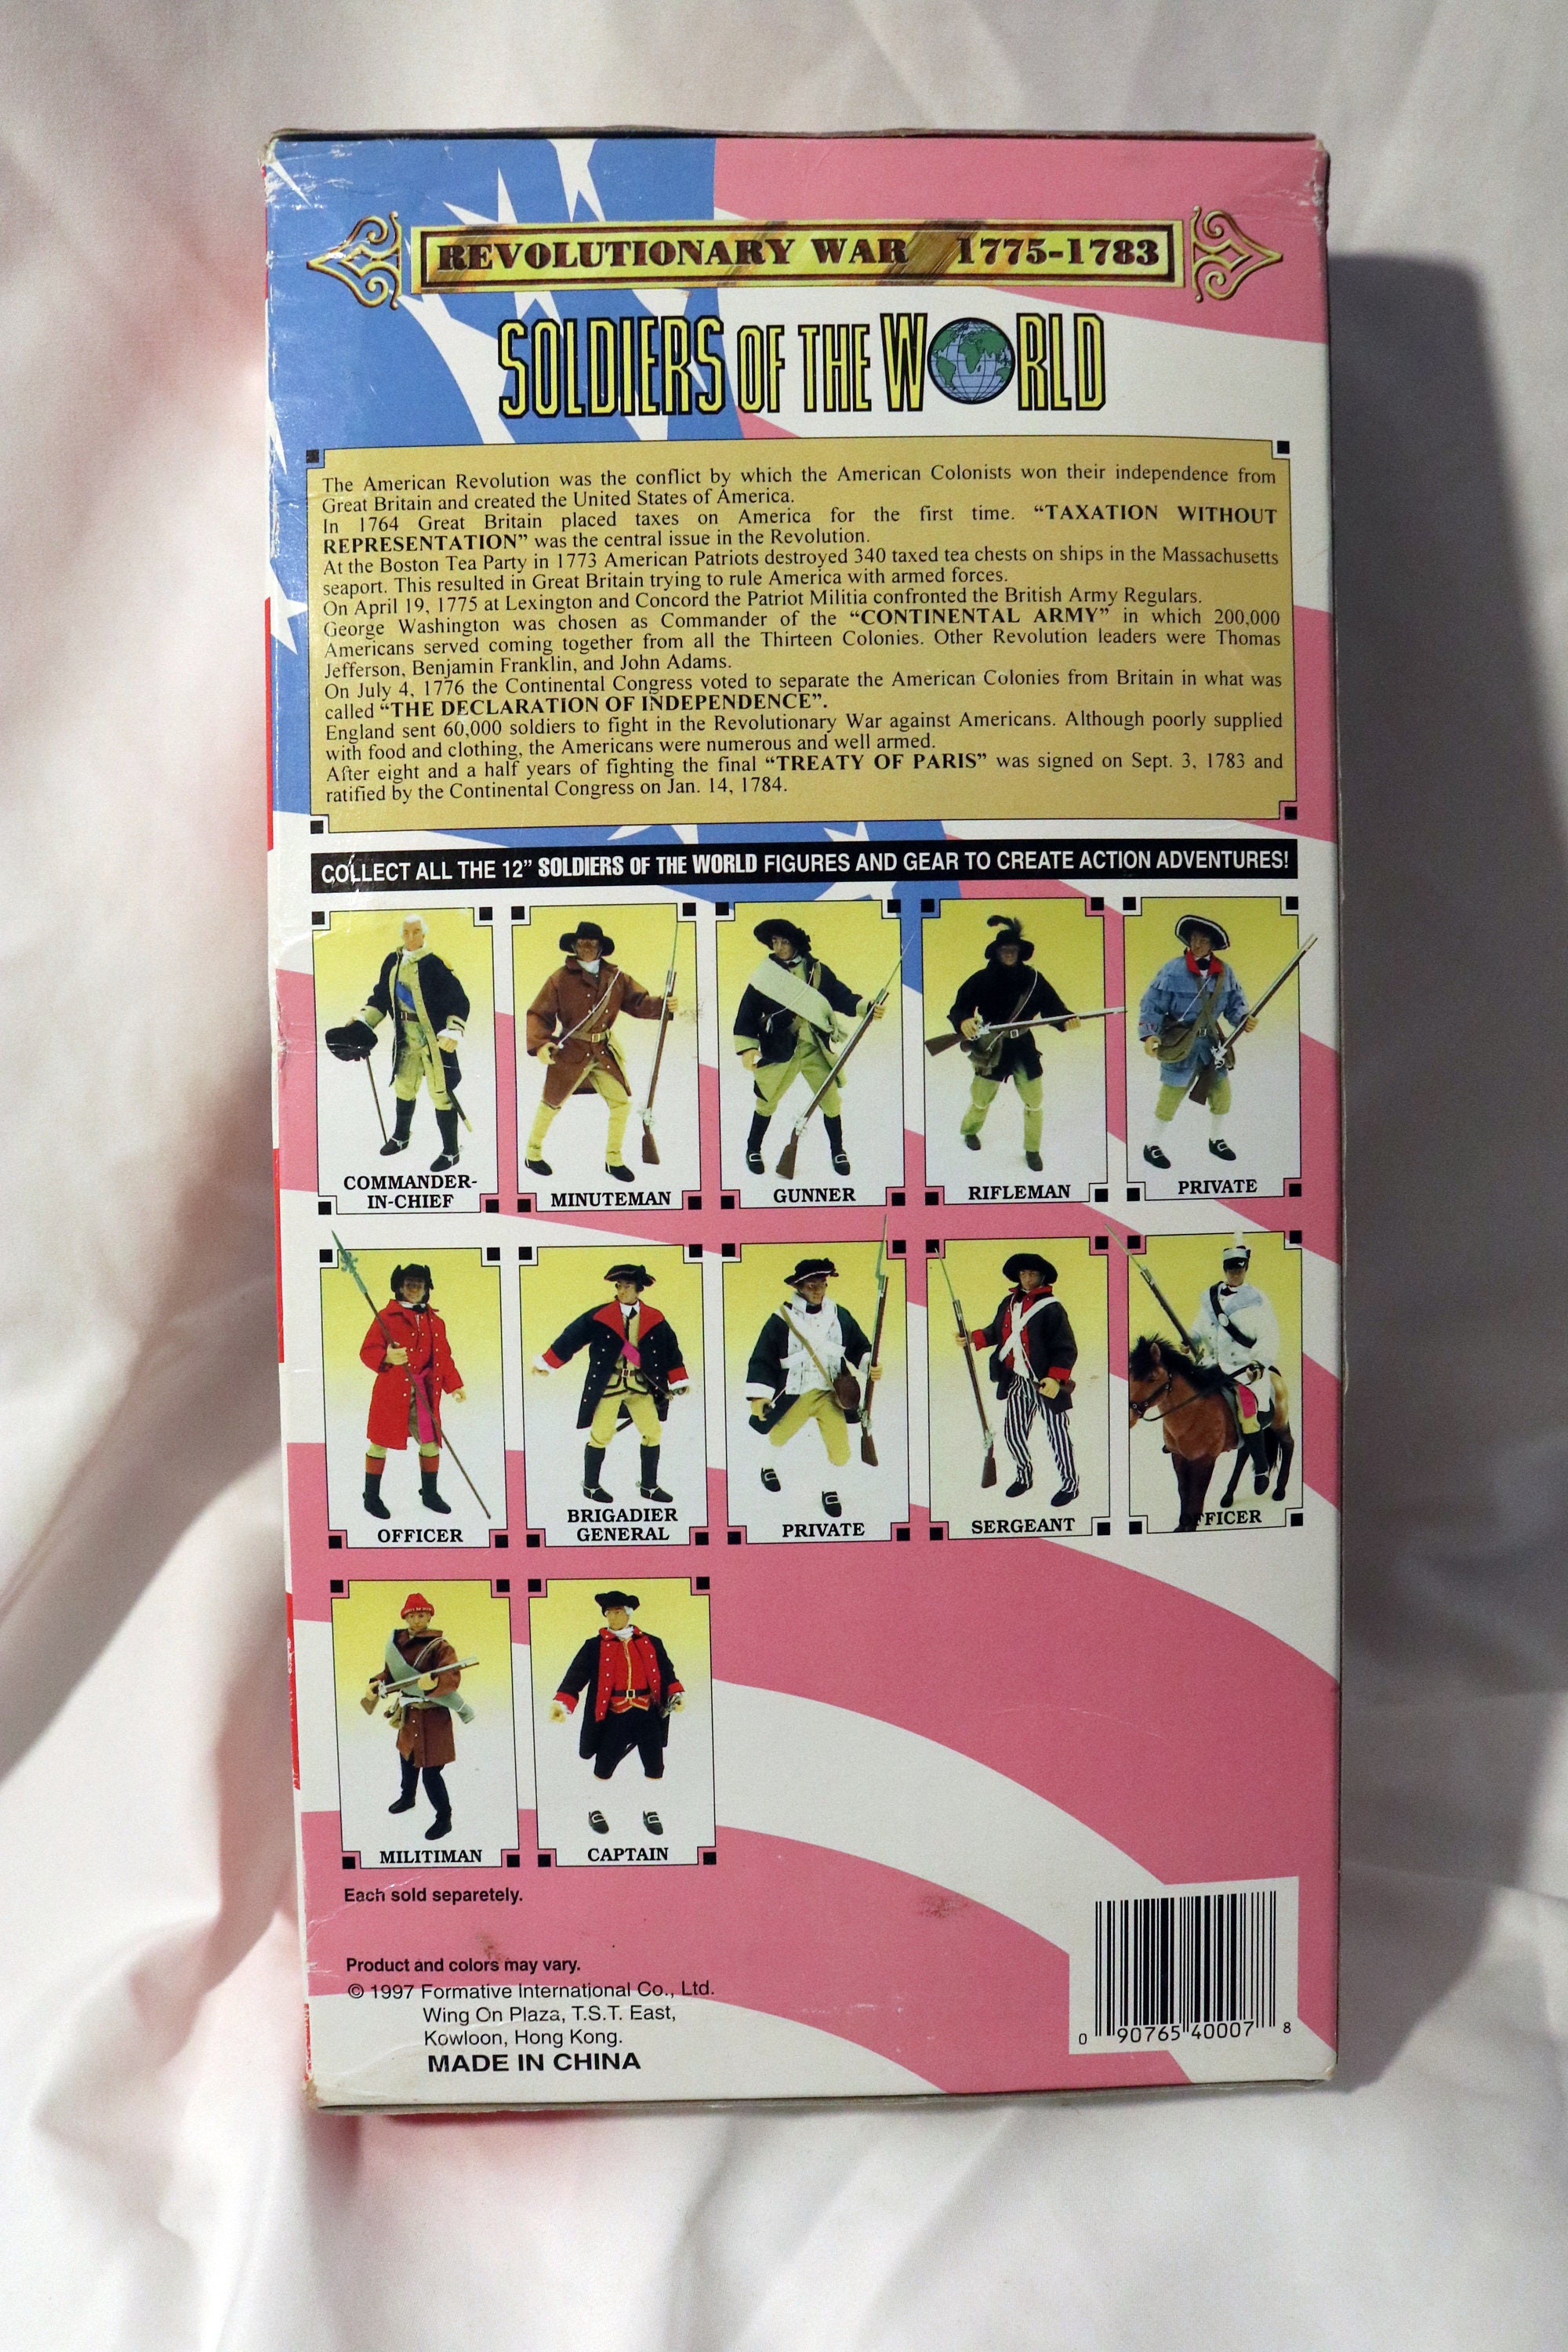 REVOLUTIONARY WAR 1775-1783
SOLDIERS OF THE WORLD
The American Revolution was the conflict by which the American Colonists won their independence from
Great Britain and created the United States of America.
In 1764 Great Britain placed taxes on America for the first time. “TAXATION WITHOUT
REPRESENTATION” was the central issue in the Revolution.
At the Boston Tea Party in 1773 American Patriots destroyed 340 taxed tea chests on ships in the Massachusetts
seaport. This resulted in Great Britain trying to rule America with armed forces.
On April 19, 1775 at Lexington and Concord the Patriot Militia confronted the British Army Regulars.
George Washington was chosen as Commander of the “CONTINENTAL ARMY” in which 200,000
Americans served coming together from all the Thirteen Colonies. Other Revolution leaders were Thomas
Jefferson, Benjamin Franklin, and John Adams.
On July 4, 1776 the Continental Congress voted to separate the American Colonies from Britain in what was
called “THE DECLARATION OF INDEPENDENCE”.
England sent 60,000 soldiers to fight in the Revolutionary War against Americans. Although poorly supplied
with food and clothing, the Americans were numerous and well armed.
After eight and a half years of fighting the final “TREATY OF PARIS” was signed on Sept. 3, 1783 and
ratified by the Continental Congress on Jan. 14, 1784.
COLLECT ALL THE 12” SOLDIERS OF THE WORLD FIGURES AND GEAR TO CREATE ACTION ADVENTURES!
COMMANDER-
IN-CHIEF
MINUTEMAN
GUNNER
RIFLEMAN
PRIVATE
OFFICER
BRIGADIER
GENERAL
PRIVATE
SERGEANT
OFFICER
MILITIMAN
CAPTAIN
Each sold separately.
Product and colors may vary.
© 1997 Formative International Co., Ltd.
Wing On Plaza, T.S.T. East,
Kowloon, Hong Kong.
MADE IN CHINA
0 90765 40007 8